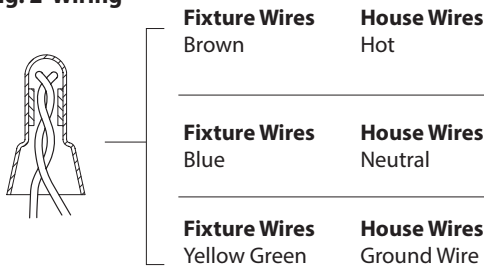 Wiring
Fixture Wires House Wires
Brown Hot
Fixture Wires House Wires
Blue Neutral
Fixture Wires House Wires
Yellow Green Ground Wire